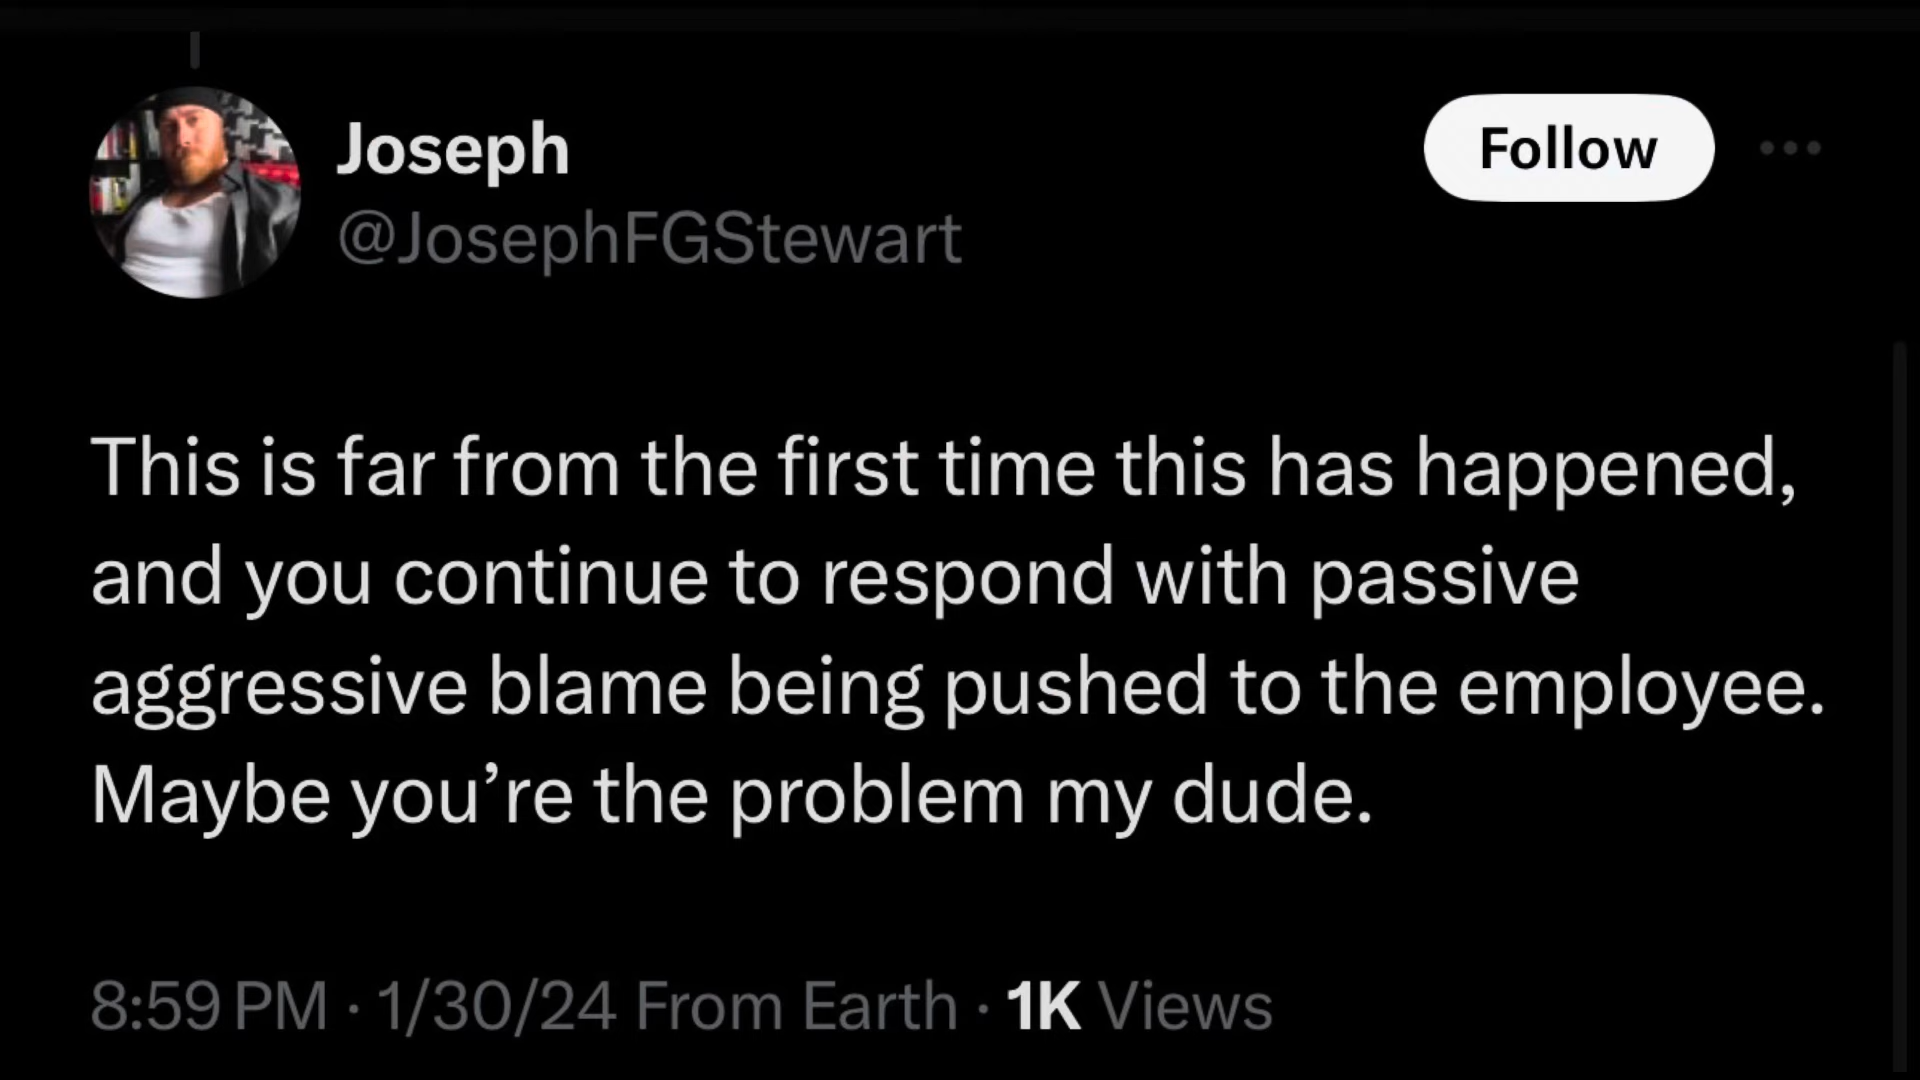 Joseph
Follow
@JosephFGStewart
This is far from the first time this has happened,
and you continue to respond with passive
aggressive blame being pushed to the employee.
Maybe you’re the problem my dude.
8:59 PM · 1/30/24 From Earth · 1K Views